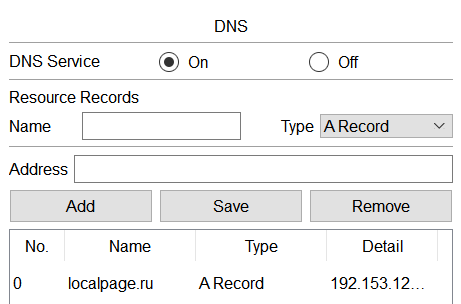 DNS
DNS Service On Off
Resource Records
Name Type A Record
Address
Add Save Remove
No. Name Type Detail
0 localpage.ru A Record 192.153.12...